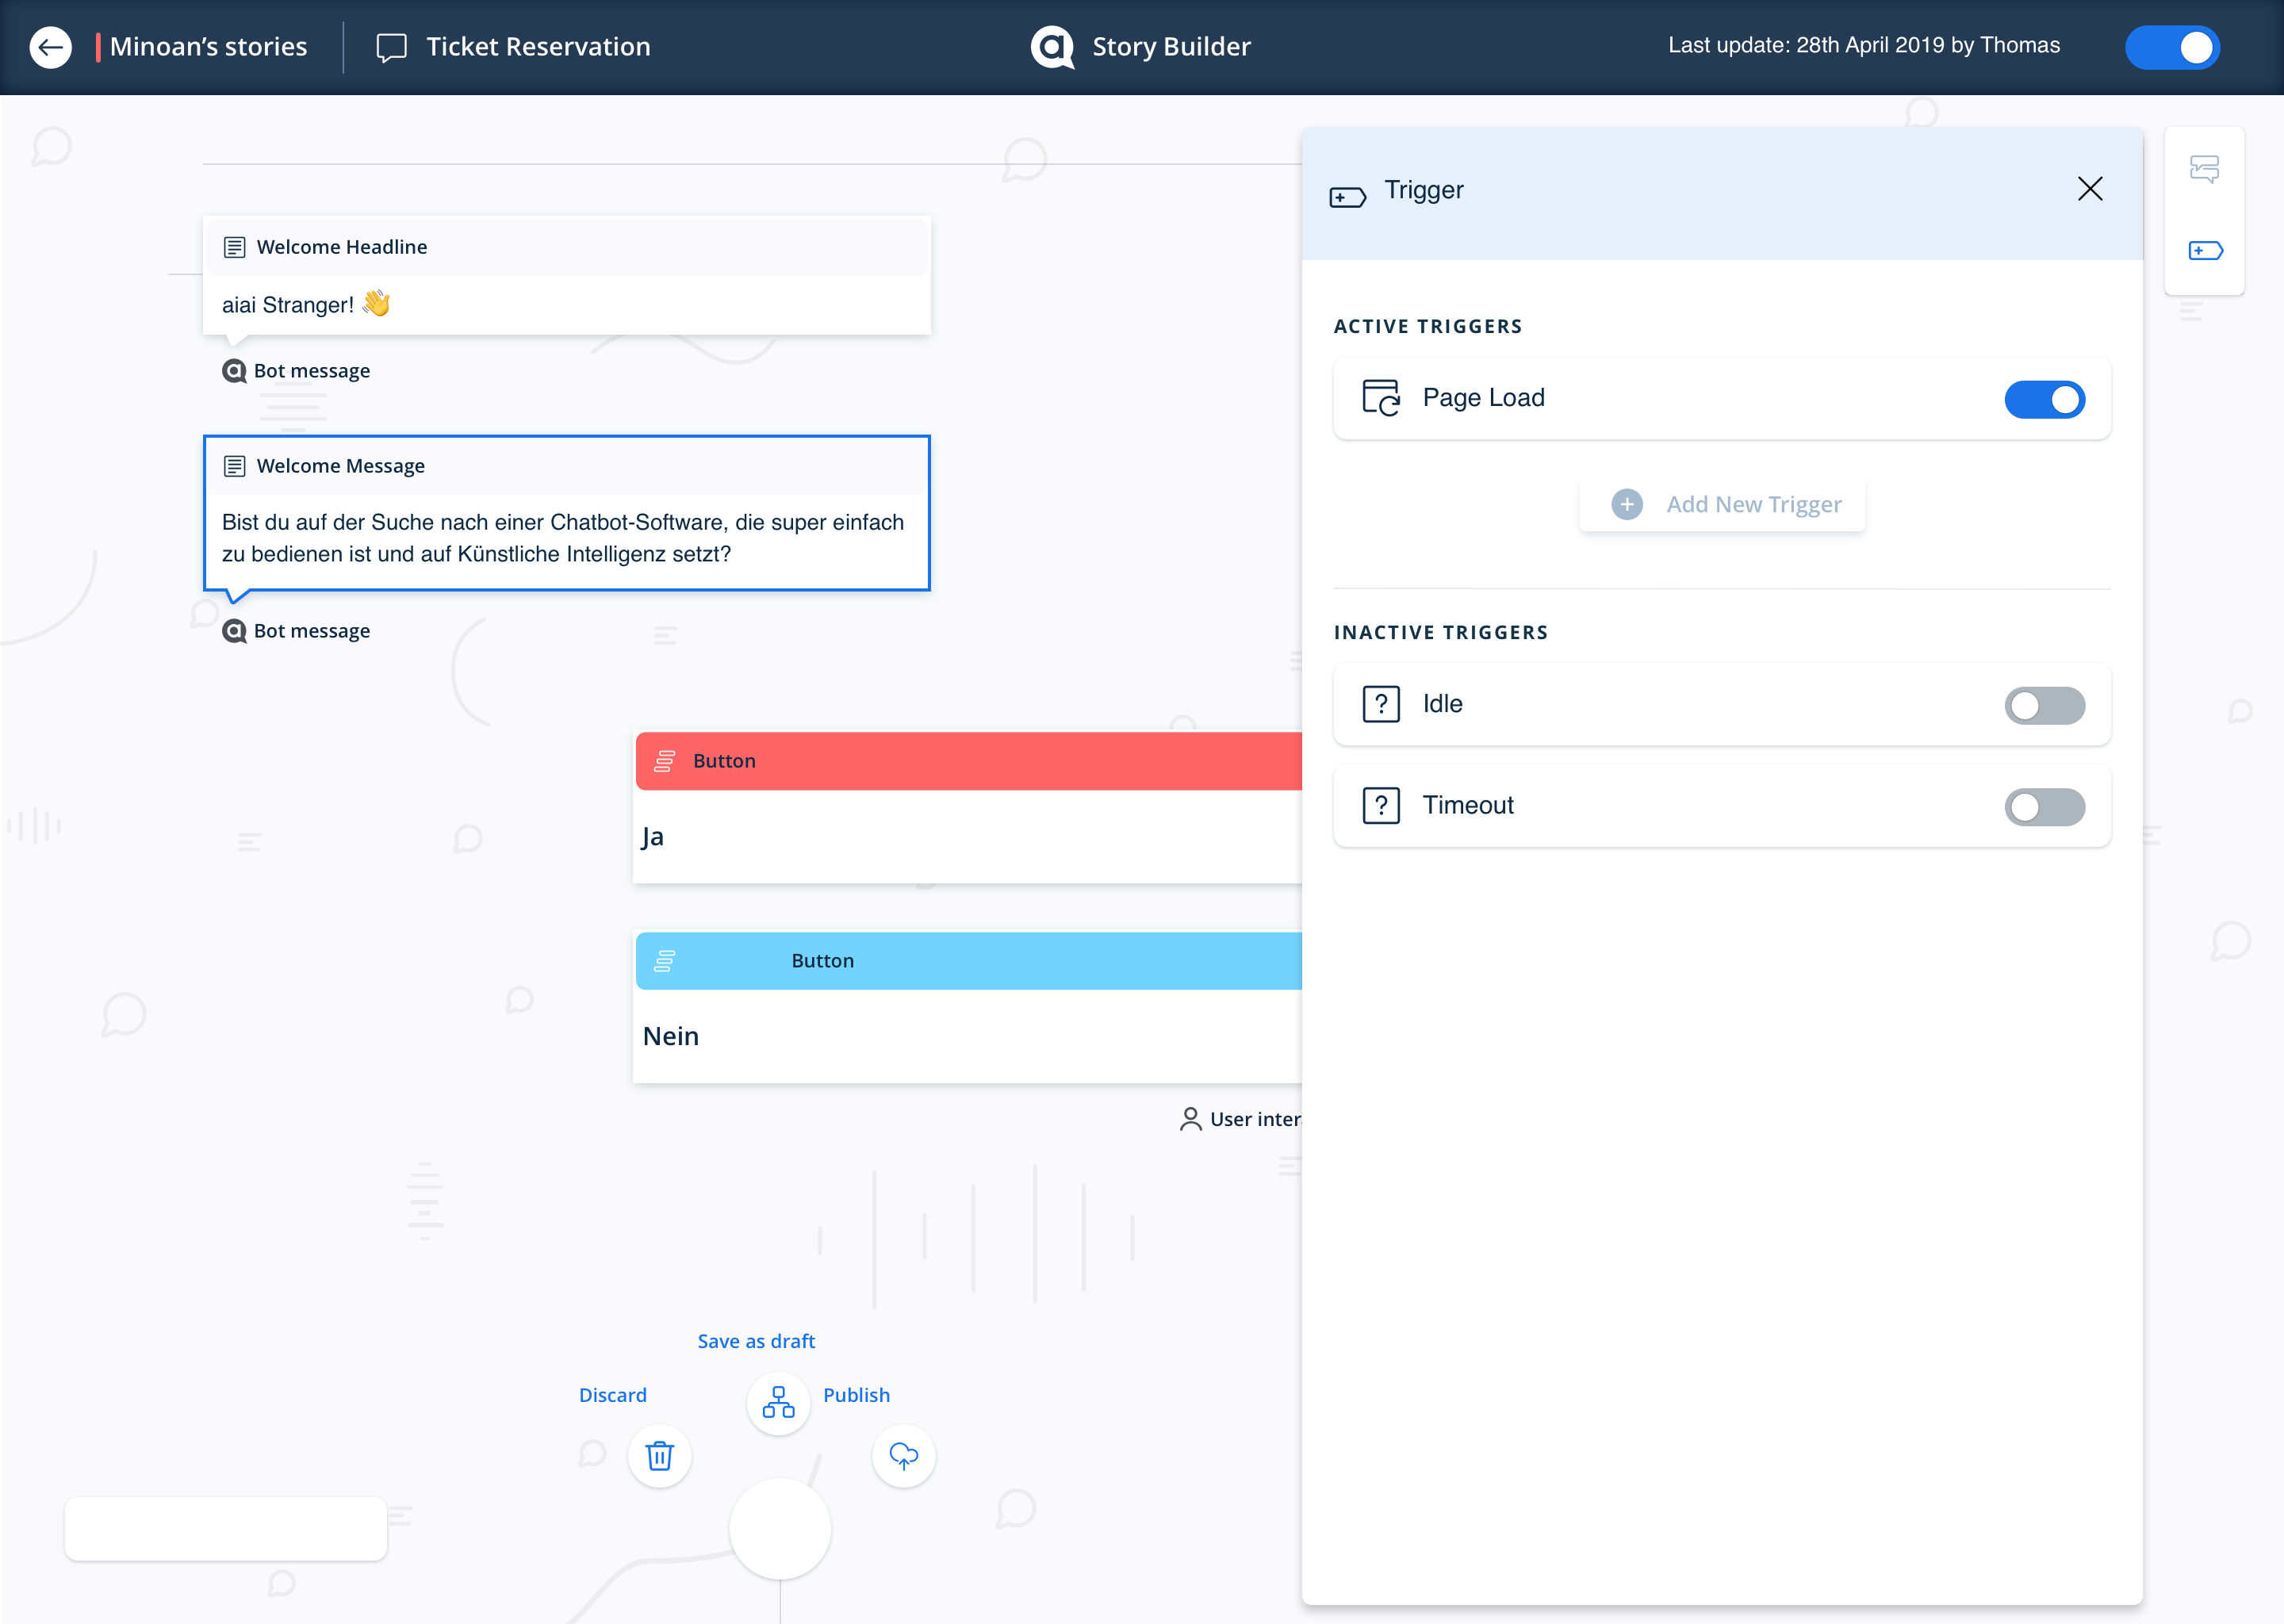 Minoan's stories
Ticket Reservation
Story Builder
Last update: 28th April 2019 by Thomas
Welcome Headline
aiai Stranger! 👋
Bot message
Welcome Message
Bist du auf der Suche nach einer Chatbot-Software, die super einfach
zu bedienen ist und auf Künstliche Intelligenz setzt?
Bot message
Button
Ja
Button
Nein
User
Save as draft
Discard
Publish
Trigger
ACTIVE TRIGGERS
Page Load
+ Add New Trigger
INACTIVE TRIGGERS
? Idle
? Timeout